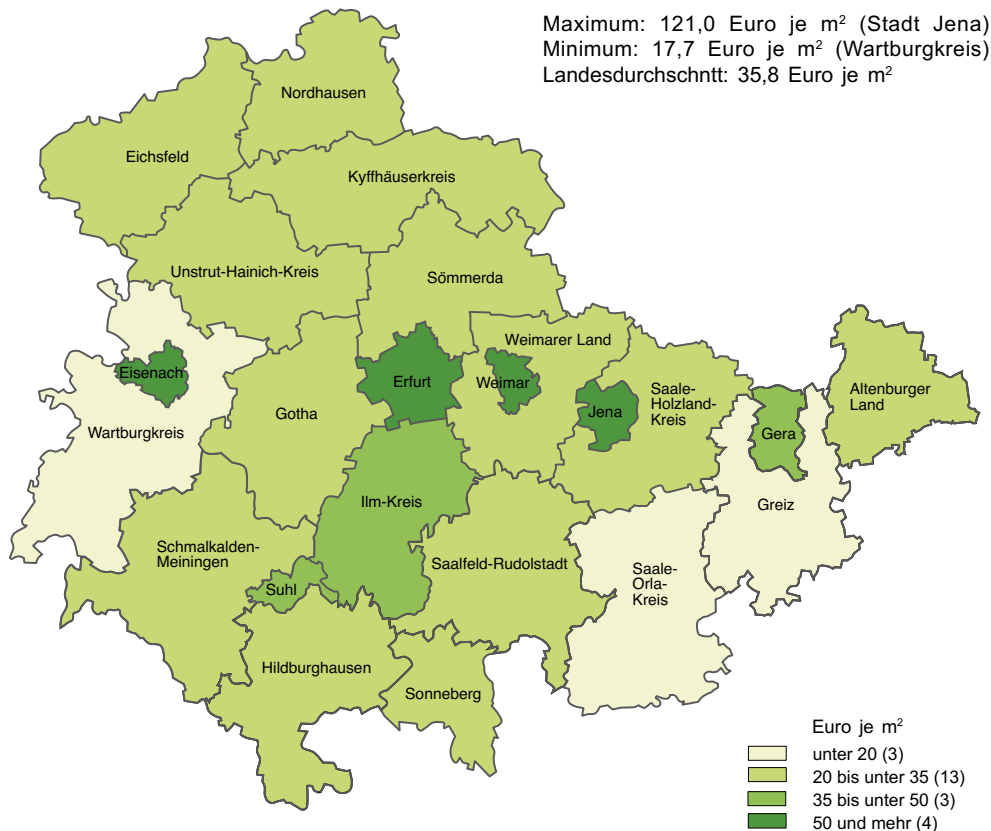 Maximum: 121,0 Euro je m² (Stadt Jena)
Minimum: 17,7 Euro je m² (Wartburgkreis)
Landesdurchschntt: 35,8 Euro je m²
Nordhausen
Eichsfeld
Kyffhäuserkreis
Unstrut-Hainich-Kreis
Sömmerda
Weimarer Land
Eisenach
Erfurt
Weimar
Saale-
Holzland-
Kreis
Altenburger
Land
Jena
Gotha
Wartburgkreis
Gera
Ilm-Kreis
Greiz
Schmalkalden-
Meiningen
Saalfeld-Rudolstadt
Saale-
Orla-
Kreis
Suhl
Hildburghausen
Sonneberg
Euro je m²
unter 20 (3)
20 bis unter 35 (13)
35 bis unter 50 (3)
50 und mehr (4)